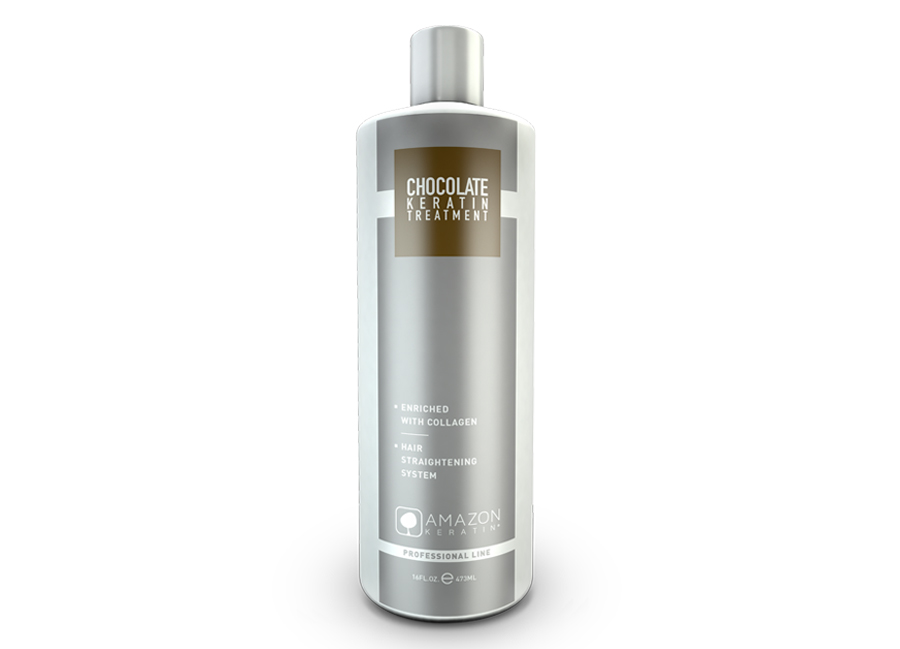 CHOCOLATE
KERATIN
TREATMENT
• ENRICHED
WITH COLLAGEN
• HAIR
STRAIGHTENING
SYSTEM
AMAZON
KERATIN
PROFESSIONAL LINE
16FL.OZ. e 473ML